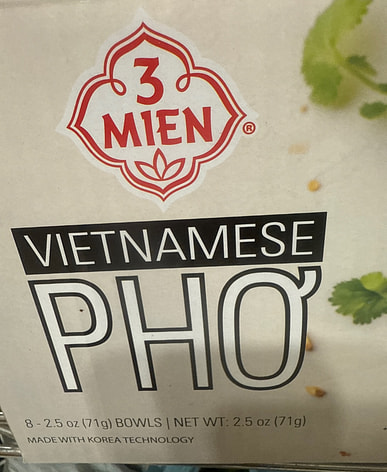 3
MIEN®
VIETNAMESE
PHƠ
8 - 2.5 oz (71g) BOWLS | NET WT: 2.5 oz (71g)
MADE WITH KOREA TECHNOLOGY